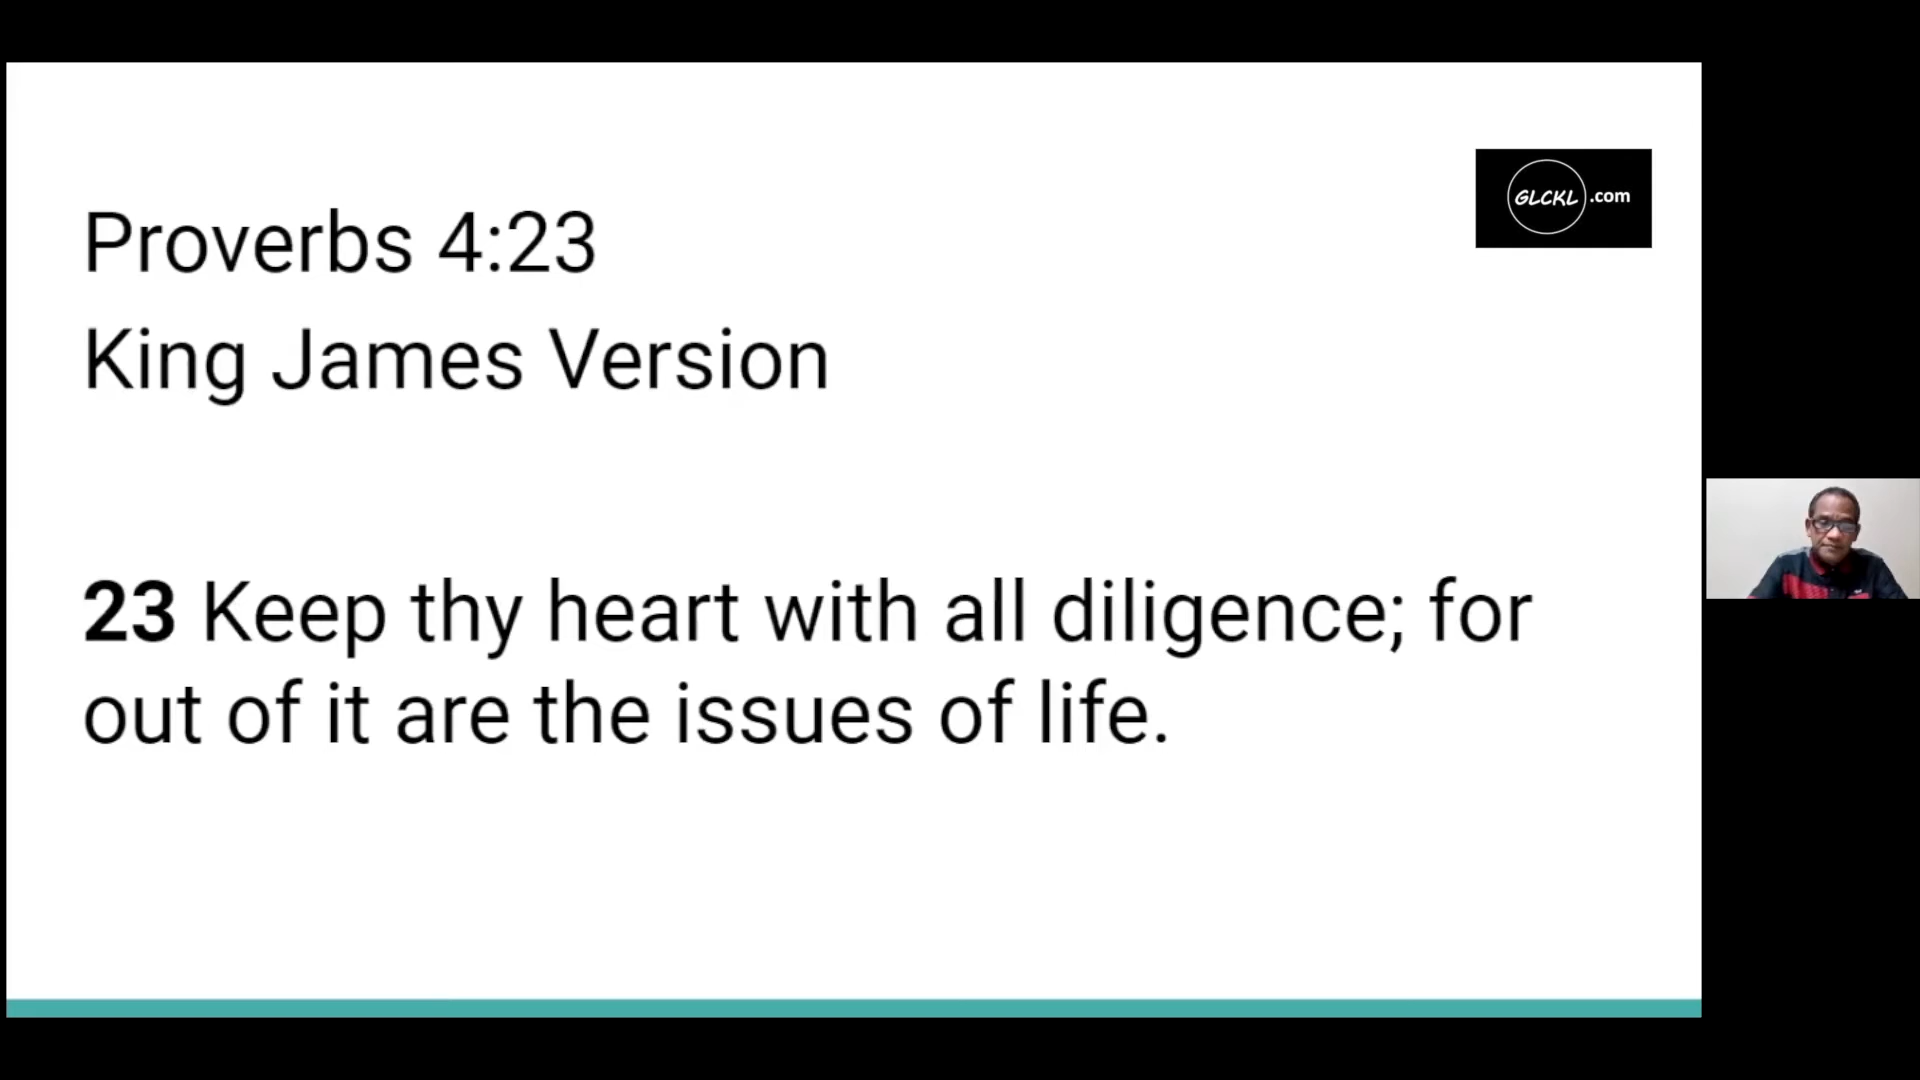 Proverbs 4:23
GLCKL.com
King James Version
23 Keep thy heart with all diligence; for
out of it are the issues of life.